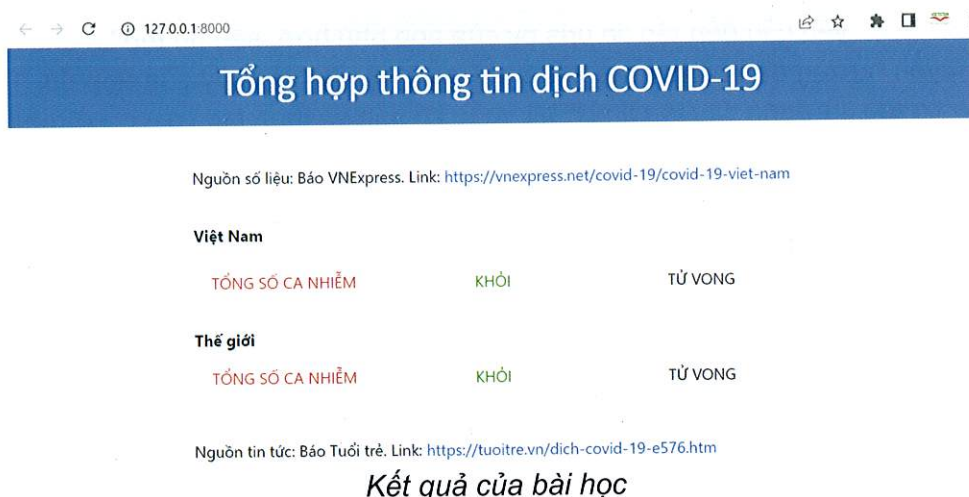 127.0.0.1:8000
Tổng hợp thông tin dịch COVID-19
Nguồn số liệu: Báo VNExpress. Link: https://vnexpress.net/covid-19/covid-19-viet-nam
Việt Nam
TỔNG SỐ CA NHIỄM KHỎI TỬ VONG
Thế giới
TỔNG SỐ CA NHIỄM KHỎI TỬ VONG
Nguồn tin tức: Báo Tuổi trẻ. Link: https://tuoitre.vn/dich-covid-19-e576.htm
Kết quả của bài học